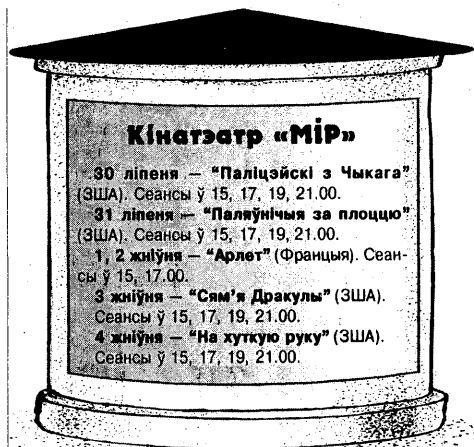 Кінатэатр «МІР»
30 ліпеня — “Паліцэйскі з Чыкага”
(ЗША). Сеансы ў 15, 17, 19, 21.00.
31 ліпеня — “Паляўнічыя за плоццю”
(ЗША). Сеансы ў 15, 17, 19, 21.00.
1, 2 жніўня — “Арлет” (Францыя). Сеан-
сы ў 15, 17.00.
3 жніўня — “Сям’я Дракулы” (ЗША).
Сеансы ў 15, 17, 19, 21.00.
4 жніўня — “На хуткую руку” (ЗША).
Сеансы ў 15, 17, 19, 21.00.